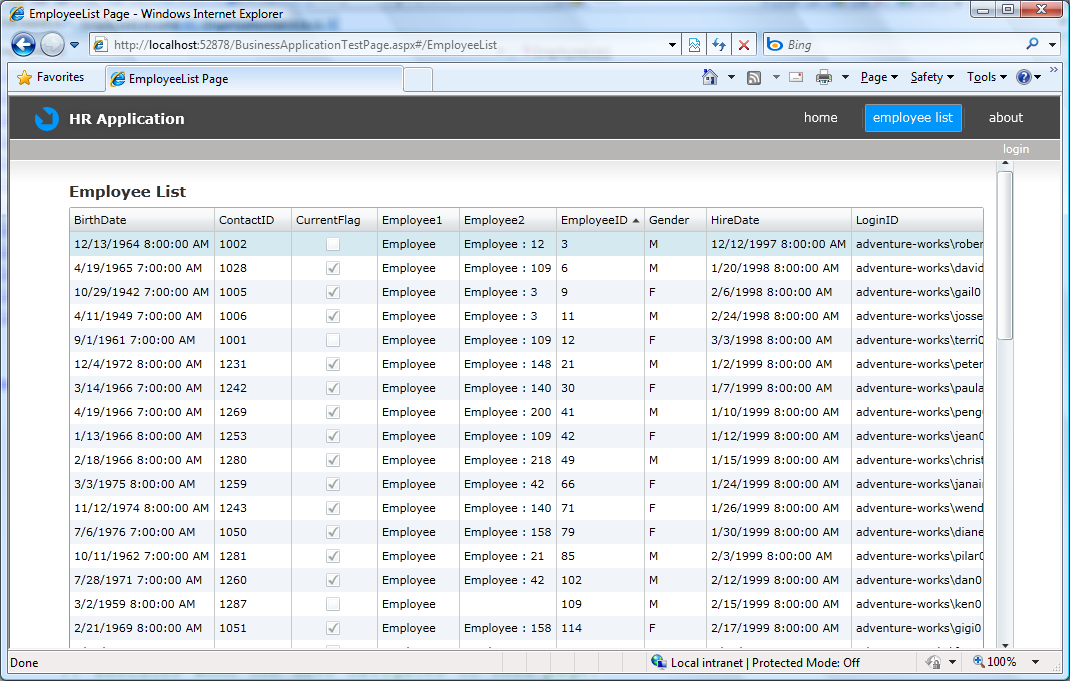 EmployeeList Page - Windows Internet Explorer
http://localhost:52878/BusinessApplicationTestPage.aspx#/EmployeeList Bing
Favorites EmployeeList Page Page Safety Tools
HR Application home employee list about
login
Employee List
BirthDate ContactID CurrentFlag Employee1 Employee2 EmployeeID Gender HireDate LoginID
12/13/1964 8:00:00 AM 1002 Employee Employee : 12 3 M 12/12/1997 8:00:00 AM adventure-works\rober
4/19/1965 7:00:00 AM 1028 Employee Employee : 109 6 M 1/20/1998 8:00:00 AM adventure-works\david
10/29/1942 7:00:00 AM 1005 Employee Employee : 3 9 F 2/6/1998 8:00:00 AM adventure-works\gail0
4/11/1949 7:00:00 AM 1006 Employee Employee : 3 11 M 2/24/1998 8:00:00 AM adventure-works\josse
9/1/1961 7:00:00 AM 1001 Employee Employee : 109 12 F 3/3/1998 8:00:00 AM adventure-works\terri0
12/4/1972 8:00:00 AM 1231 Employee Employee : 148 21 M 1/2/1999 8:00:00 AM adventure-works\peter
3/14/1966 7:00:00 AM 1242 Employee Employee : 140 30 F 1/7/1999 8:00:00 AM adventure-works\paula
4/19/1966 7:00:00 AM 1269 Employee Employee : 200 41 M 1/10/1999 8:00:00 AM adventure-works\peng
1/13/1966 8:00:00 AM 1253 Employee Employee : 109 42 F 1/12/1999 8:00:00 AM adventure-works\jean0
2/18/1966 8:00:00 AM 1280 Employee Employee : 218 49 M 1/15/1999 8:00:00 AM adventure-works\christ
3/3/1975 8:00:00 AM 1259 Employee Employee : 42 66 F 1/24/1999 8:00:00 AM adventure-works\janai
11/12/1974 8:00:00 AM 1243 Employee Employee : 140 71 F 1/26/1999 8:00:00 AM adventure-works\wend
7/6/1976 7:00:00 AM 1050 Employee Employee : 158 79 F 1/30/1999 8:00:00 AM adventure-works\diane
10/11/1962 7:00:00 AM 1281 Employee Employee : 21 85 M 2/3/1999 8:00:00 AM adventure-works\pilar0
7/28/1971 7:00:00 AM 1260 Employee Employee : 42 102 M 2/12/1999 8:00:00 AM adventure-works\dan0
3/2/1959 8:00:00 AM 1287 Employee 109 M 2/15/1999 8:00:00 AM adventure-works\ken0
2/21/1969 8:00:00 AM 1051 Employee Employee : 158 114 F 2/17/1999 8:00:00 AM adventure-works\gigi0
Done Local intranet | Protected Mode: Off 100%